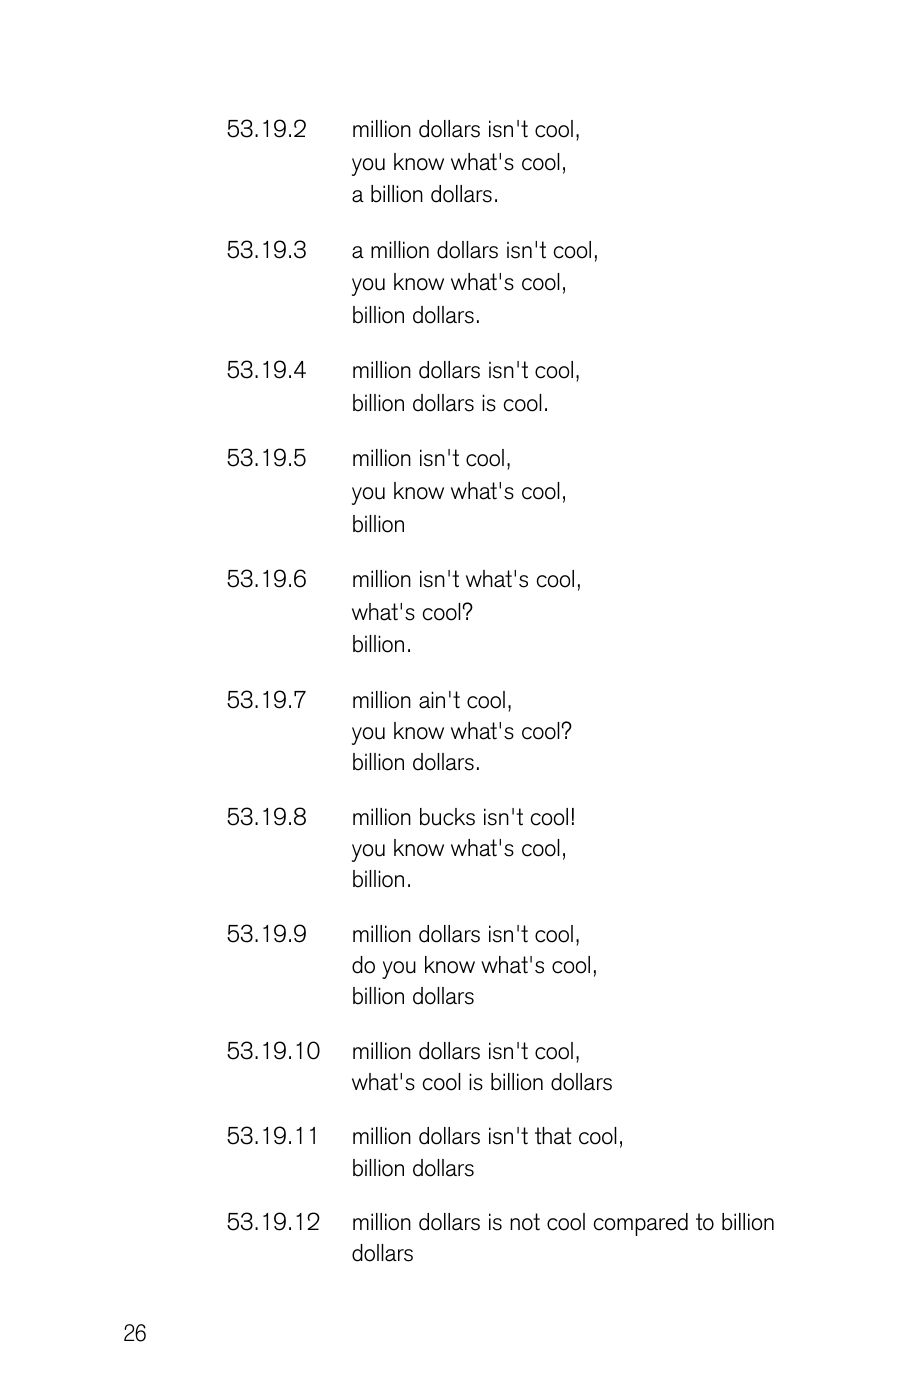 53.19.2 million dollars isn't cool,
you know what's cool,
a billion dollars.
53.19.3 a million dollars isn't cool,
you know what's cool,
billion dollars.
53.19.4 million dollars isn't cool,
billion dollars is cool.
53.19.5 million isn't cool,
you know what's cool,
billion
53.19.6 million isn't what's cool,
what's cool?
billion.
53.19.7 million ain't cool,
you know what's cool?
billion dollars.
53.19.8 million bucks isn't cool!
you know what's cool,
billion.
53.19.9 million dollars isn't cool,
do you know what's cool,
billion dollars
53.19.10 million dollars isn't cool,
what's cool is billion dollars
53.19.11 million dollars isn't that cool,
billion dollars
53.19.12 million dollars is not cool compared to billion
dollars
26